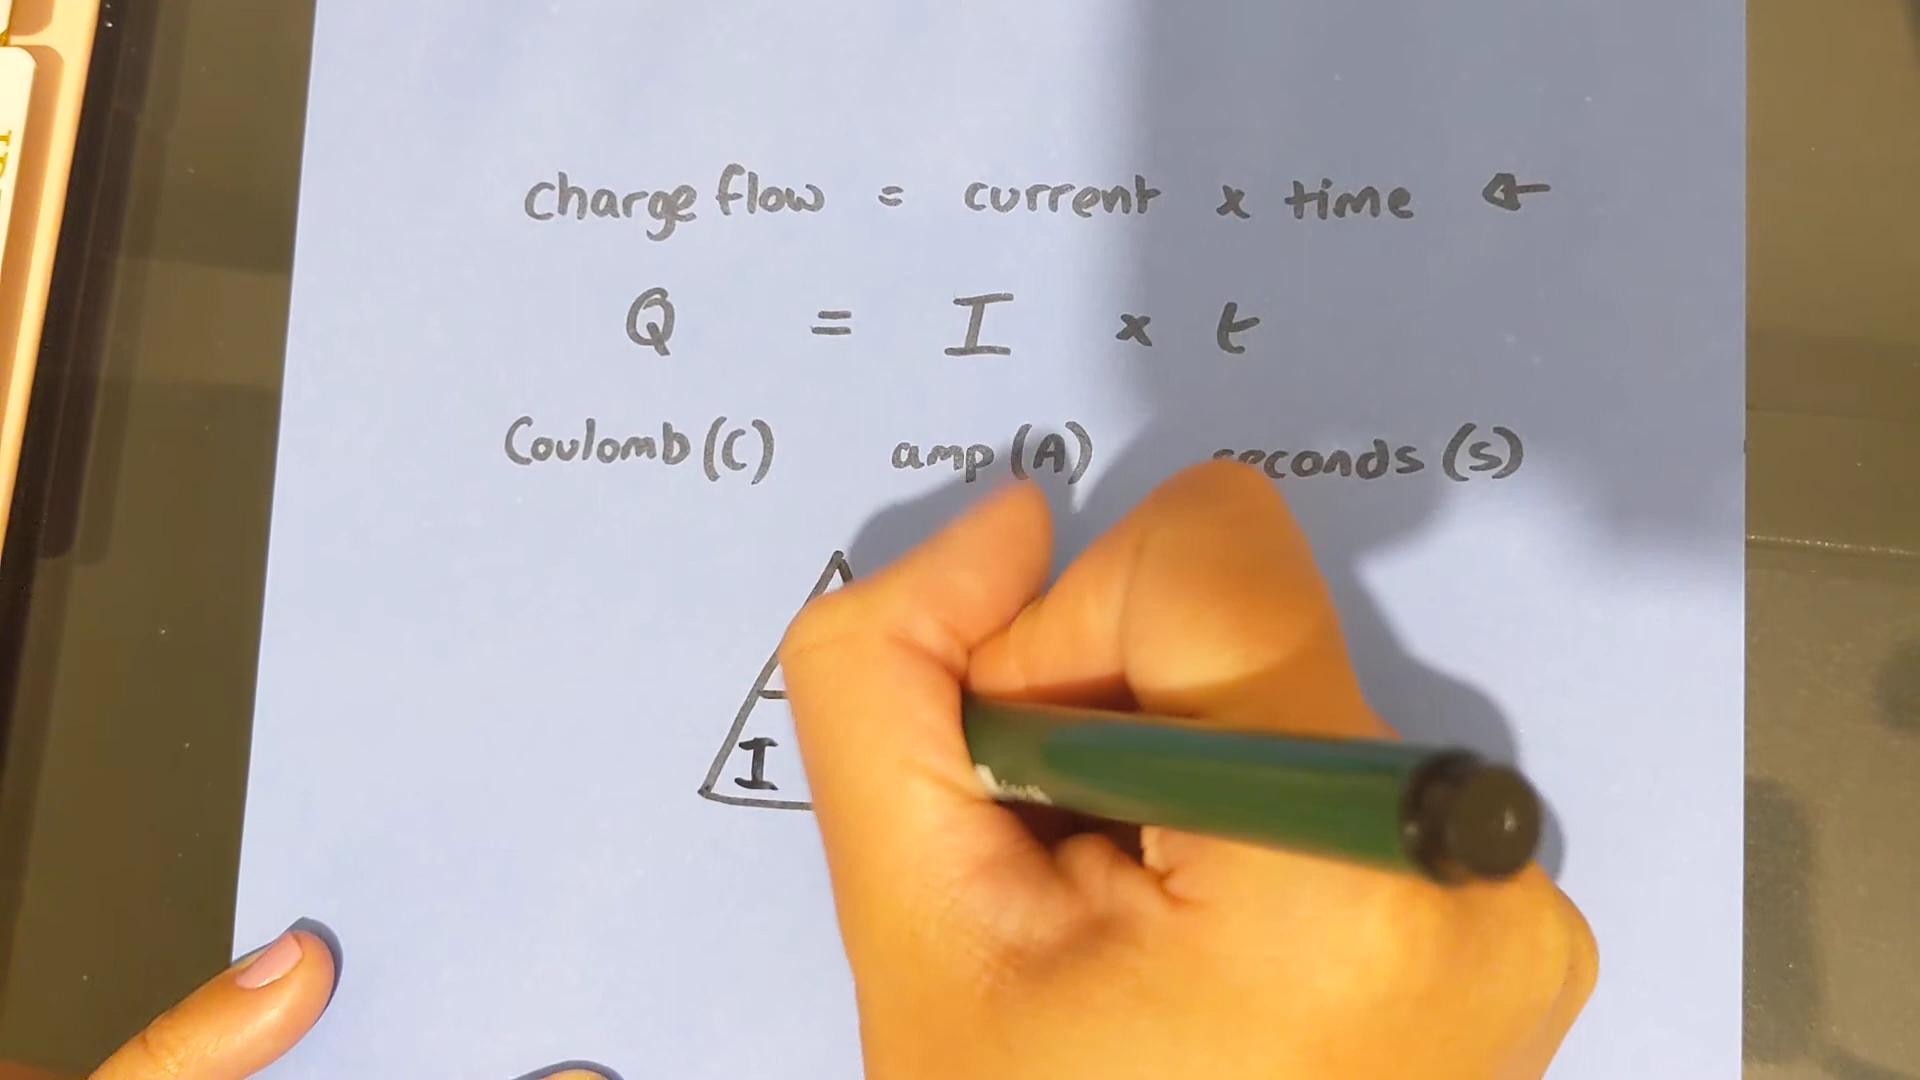 charge flow = current x time
Q = I x t
Coulomb (C) amp (A) seconds (s)
I